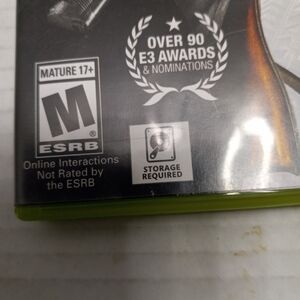 OVER 90
E3 AWARDS
& NOMINATIONS
MATURE 17+
M
®
ESRB
Online Interactions
Not Rated by
the ESRB
STORAGE
REQUIRED